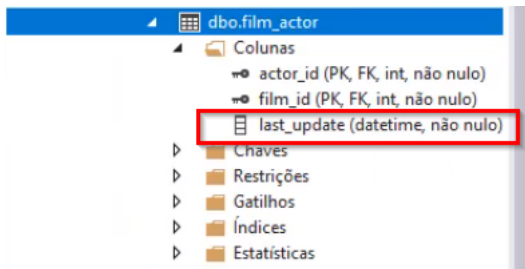 dbo.film_actor
Colunas
actor_id (PK, FK, int, não nulo)
film_id (PK, FK, int, não nulo)
last_update (datetime, não nulo)
Chaves
Restrições
Gatilhos
Índices
Estatísticas